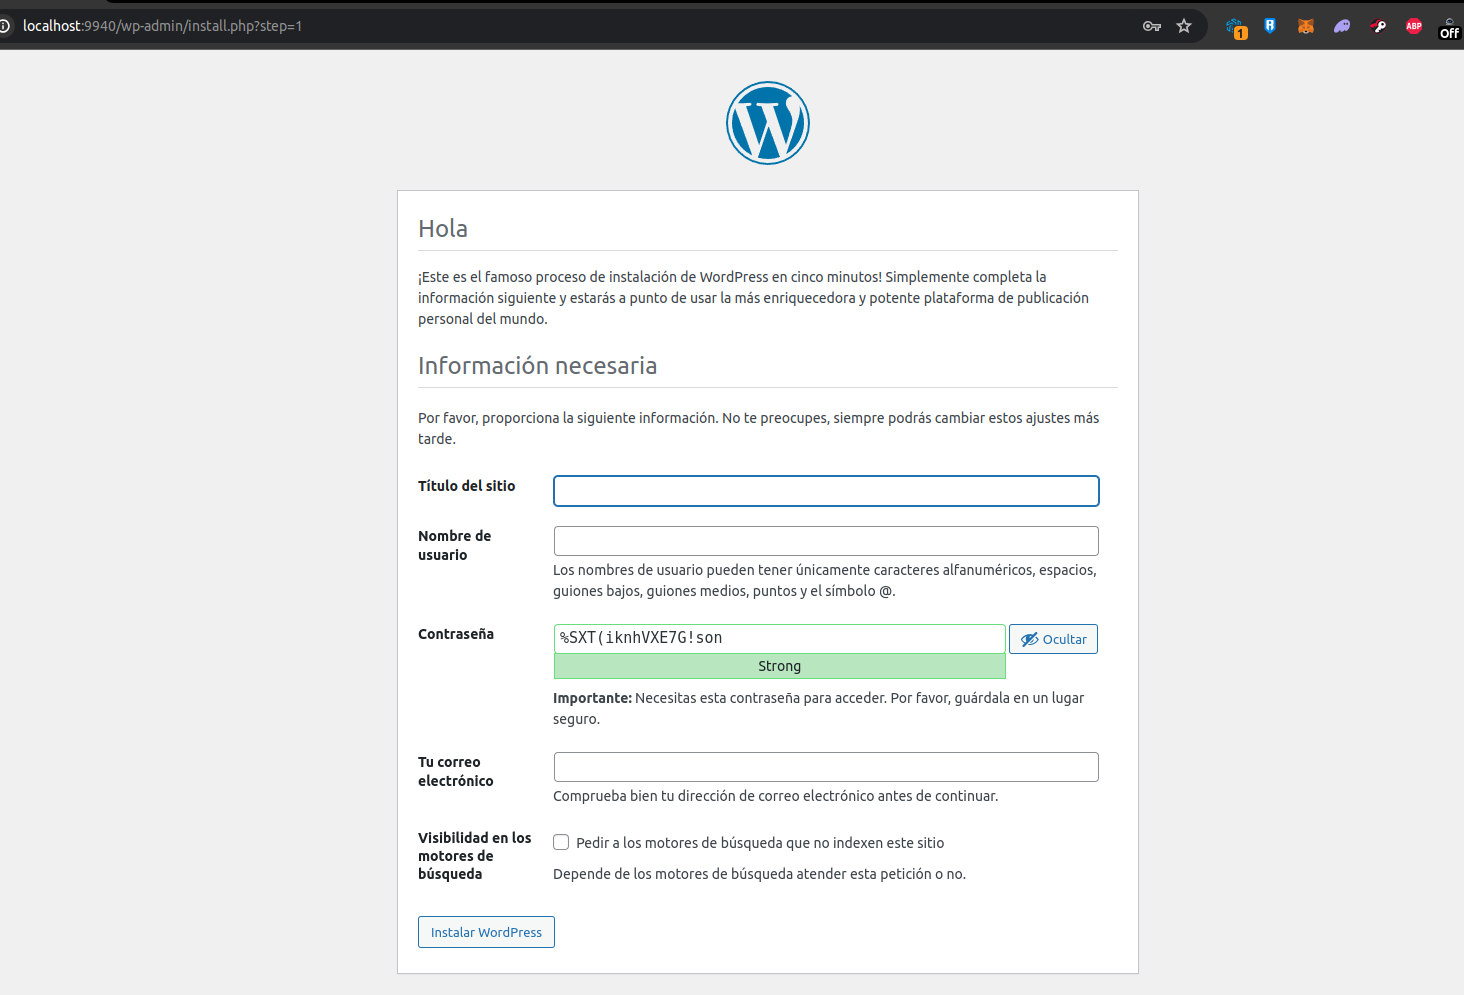 localhost:9940/wp-admin/install.php?step=1
1
ABP
Off
Hola
¡Este es el famoso proceso de instalación de WordPress en cinco minutos! Simplemente completa la
información siguiente y estarás a punto de usar la más enriquecedora y potente plataforma de publicación
personal del mundo.
Información necesaria
Por favor, proporciona la siguiente información. No te preocupes, siempre podrás cambiar estos ajustes más
tarde.
Título del sitio
Nombre de
usuario
Los nombres de usuario pueden tener únicamente caracteres alfanuméricos, espacios,
guiones bajos, guiones medios, puntos y el símbolo @.
Contraseña
%SXT(iknhVXE7G!son
Ocultar
Strong
Importante: Necesitas esta contraseña para acceder. Por favor, guárdala en un lugar
seguro.
Tu correo
electrónico
Comprueba bien tu dirección de correo electrónico antes de continuar.
Visibilidad en los
motores de
búsqueda
Pedir a los motores de búsqueda que no indexen este sitio
Depende de los motores de búsqueda atender esta petición o no.
Instalar WordPress